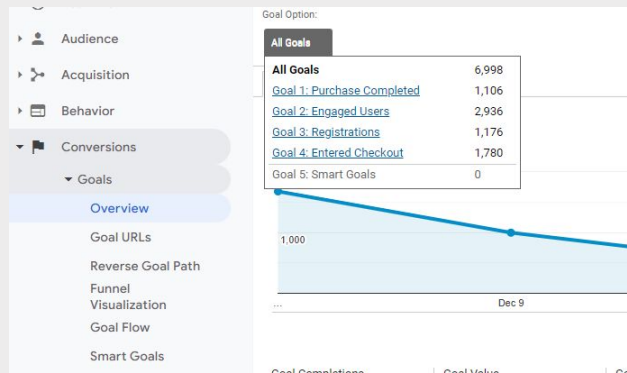 Audience
Acquisition
Behavior
Conversions
Goals
Overview
Goal URLs
Reverse Goal Path
Funnel
Visualization
Goal Flow
Smart Goals
Goal Option:
All Goals
All Goals 6,998
Goal 1: Purchase Completed 1,106
Goal 2: Engaged Users 2,936
Goal 3: Registrations 1,176
Goal 4: Entered Checkout 1,780
Goal 5: Smart Goals 0
1,000
... Dec 9
Goal Completions Goal Value